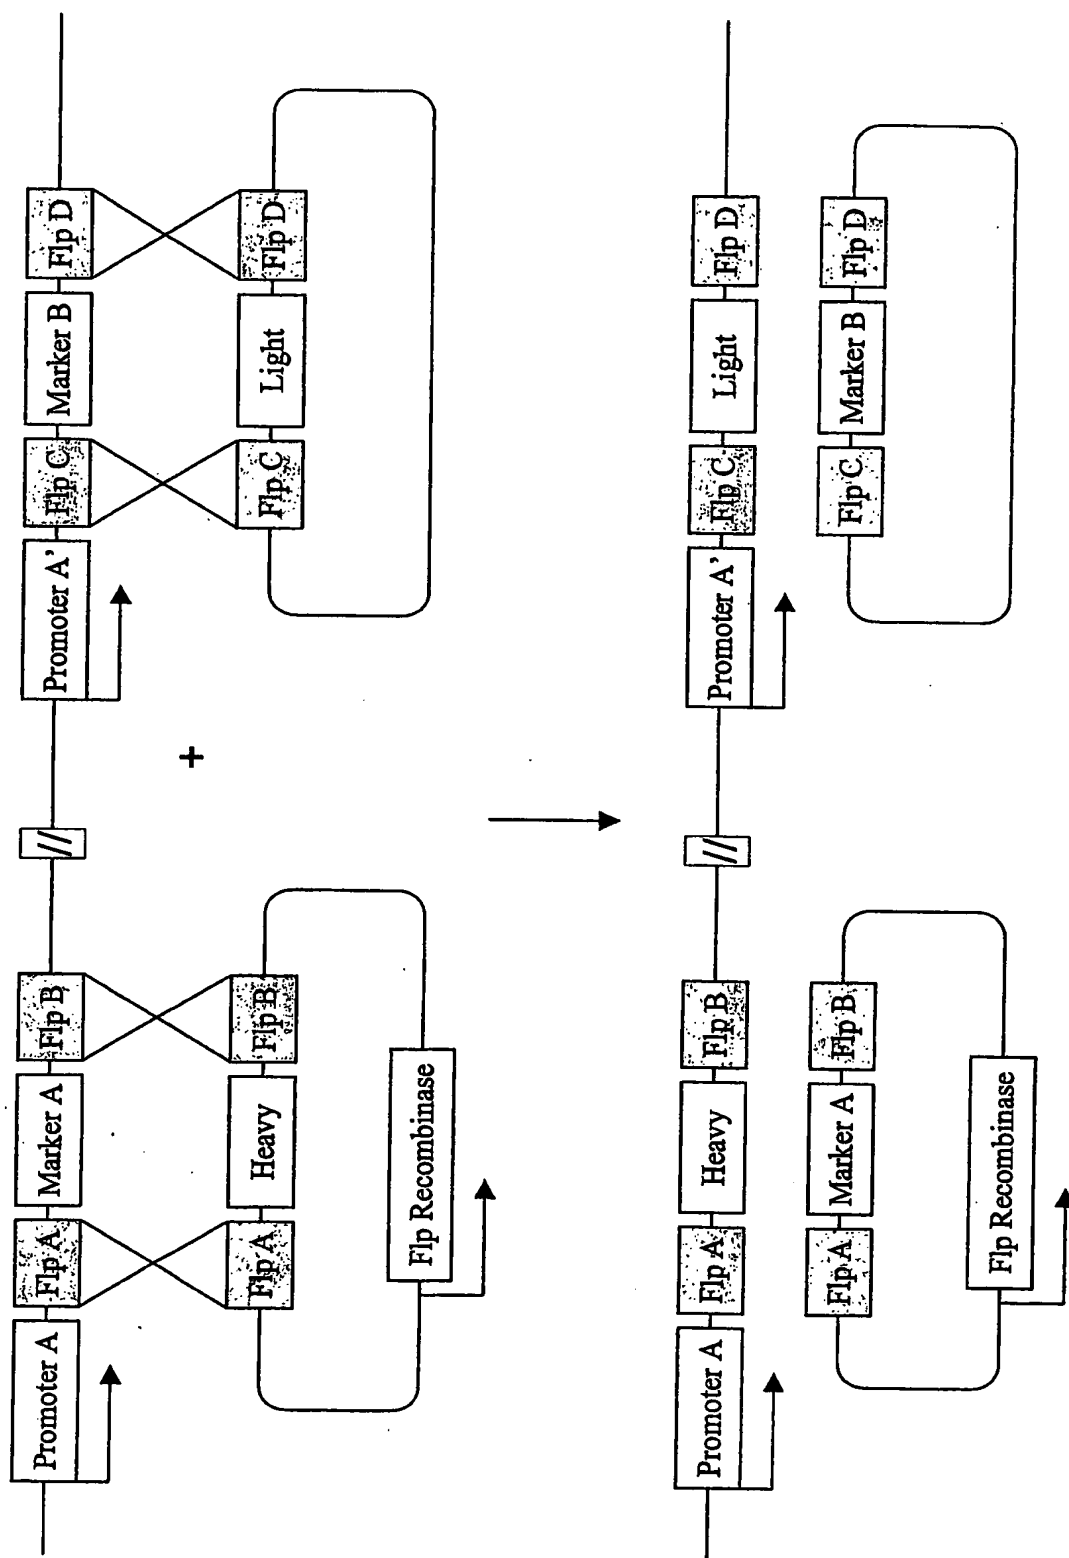 Promoter A
Flp A
Marker A
Flp B
//
Promoter A'
Flp C
Marker B
Flp D
Flp A
Heavy
Flp B
Flp C
Light
Flp D
Flp Recombinase
+
Promoter A
Flp A
Heavy
Flp B
//
Promoter A'
Flp C
Light
Flp D
Flp A
Marker A
Flp B
Flp C
Marker B
Flp D
Flp Recombinase